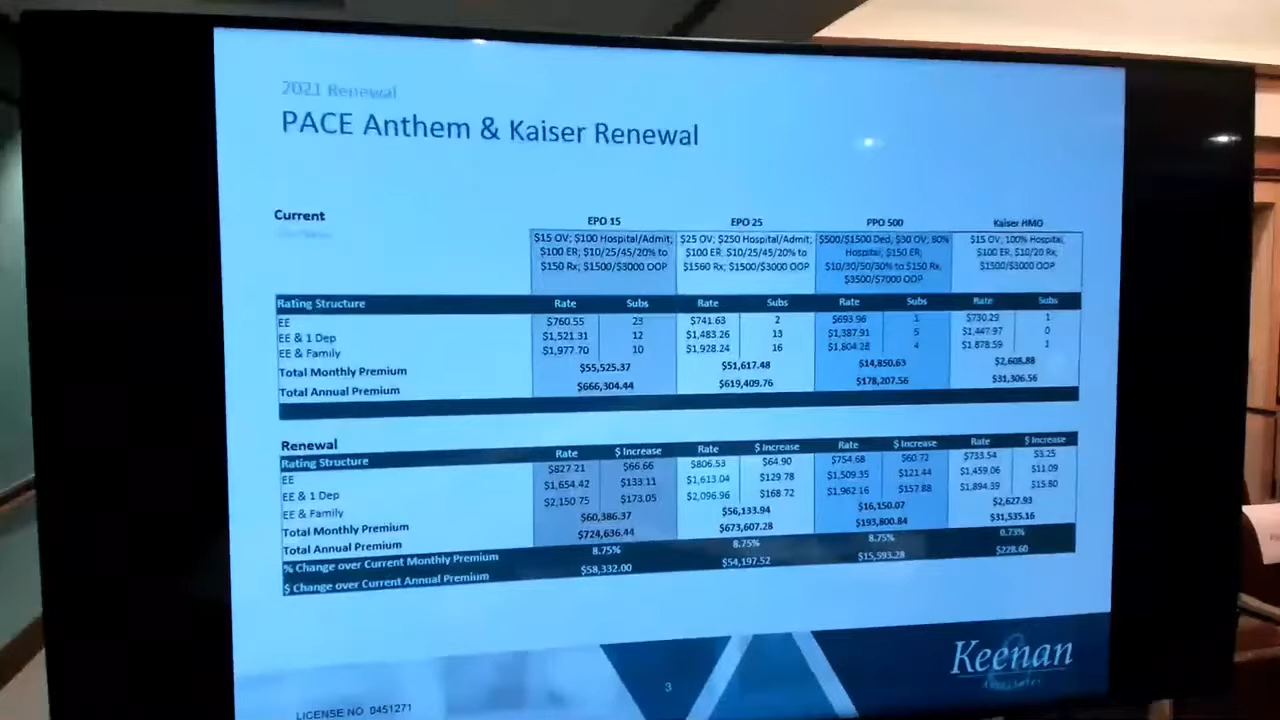 2021 Renewal
PACE Anthem & Kaiser Renewal
Current
EPO 15 EPO 25 PPO 500 Kaiser HMO
$15 OV; $100 Hospital/Admit; $25 OV; $250 Hospital/Admit; $500/$1500 Ded, $30 OV; 80% $15 OV, 100% Hospital,
$100 ER; $10/25/45/20% to $100 ER; $10/25/45/20% to Hospital, $150 ER; $100 ER, $10/20 Rx;
$150 Rx; $1500/$3000 OOP $1560 Rx; $1500/$3000 OOP $10/30/50/30% to $150 Rx; $1500/$3000 OOP
$3500/$7000 OOP
Rating Structure Rate Subs Rate Subs Rate Subs Rate Subs
EE $760.55 23 $741.63 2 $693.96 1 $730.29 1
EE & 1 Dep $1,521.31 12 $1,483.26 13 $1,387.91 5 $1,447.97 0
EE & Family $1,977.70 10 $1,928.24 16 $1,804.28 4 $1,878.59 1
Total Monthly Premium $55,525.37 $51,617.48 $14,850.63 $2,608.88
Total Annual Premium $666,304.44 $619,409.76 $178,207.56 $31,306.56
Renewal
Rating Structure Rate $ Increase Rate $ Increase Rate $ Increase Rate $ Increase
EE $827.21 $66.66 $806.53 $64.90 $754.68 $60.72 $733.54 $3.25
EE & 1 Dep $1,654.42 $133.11 $1,613.04 $129.78 $1,509.35 $121.44 $1,459.06 $11.09
EE & Family $2,150.75 $173.05 $2,096.96 $168.72 $1,962.16 $157.88 $1,894.39 $15.80
Total Monthly Premium $60,386.37 $56,133.94 $16,150.07 $2,627.93
Total Annual Premium $724,636.44 $673,607.28 $193,800.84 $31,535.16
% Change over Current Monthly Premium 8.75% 8.75% 8.75% 0.73%
$ Change over Current Annual Premium $58,332.00 $54,197.52 $15,593.28 $228.60
Keenan
Associates
3
LICENSE NO 0451271